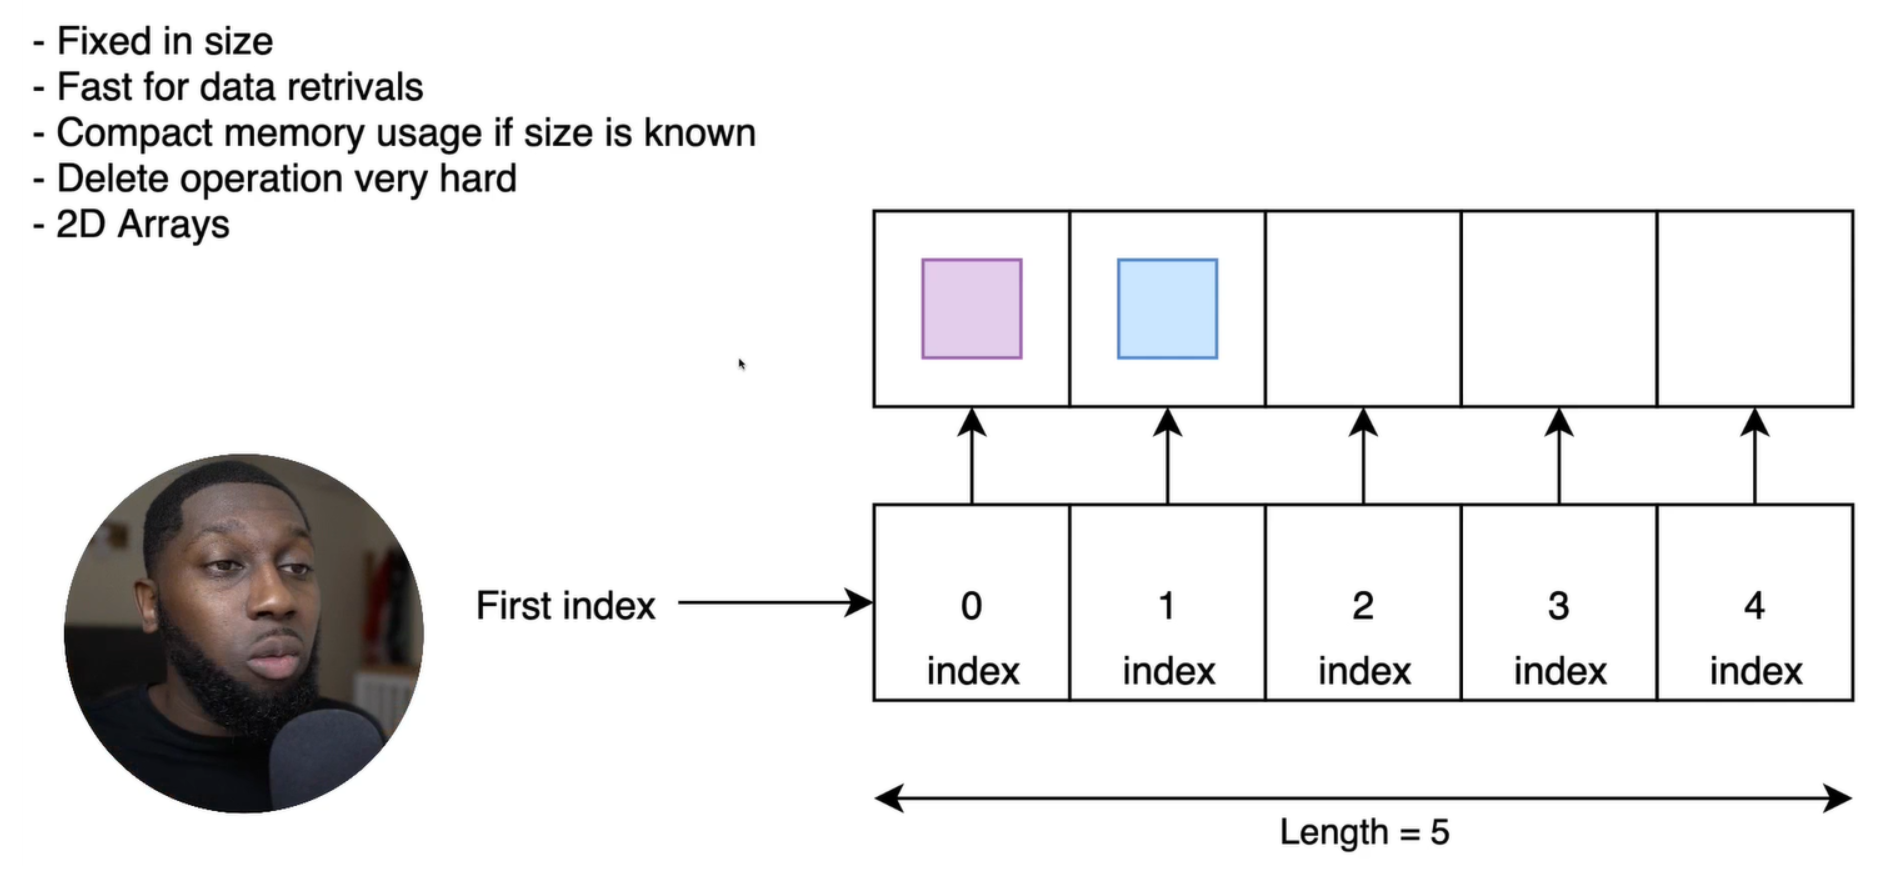 - Fixed in size
- Fast for data retrivals
- Compact memory usage if size is known
- Delete operation very hard
- 2D Arrays
First index
0 1 2 3 4
index index index index index
Length = 5